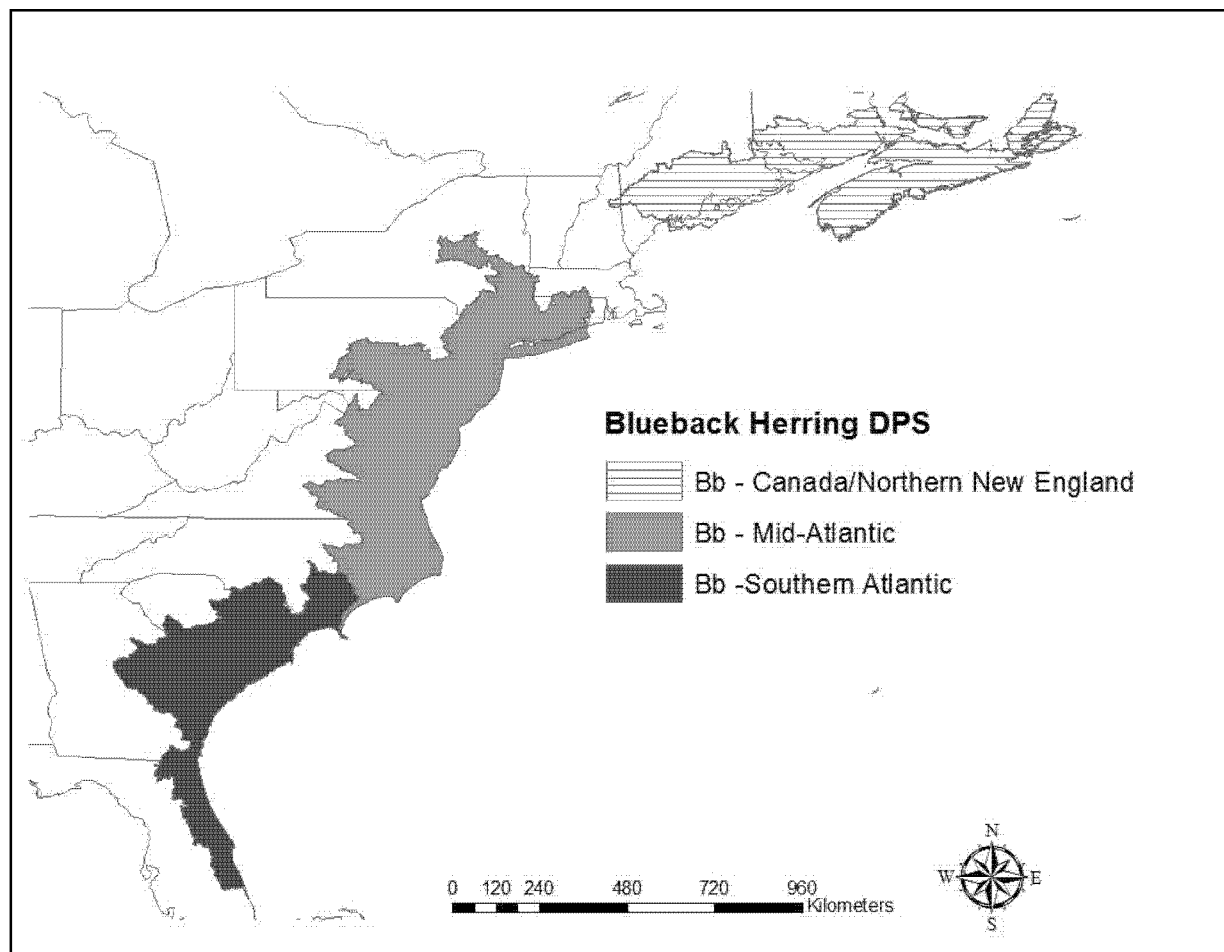 Blueback Herring DPS
Bb - Canada/Northern New England
Bb - Mid-Atlantic
Bb -Southern Atlantic
0 120 240 480 720 960
Kilometers
N
W E
S